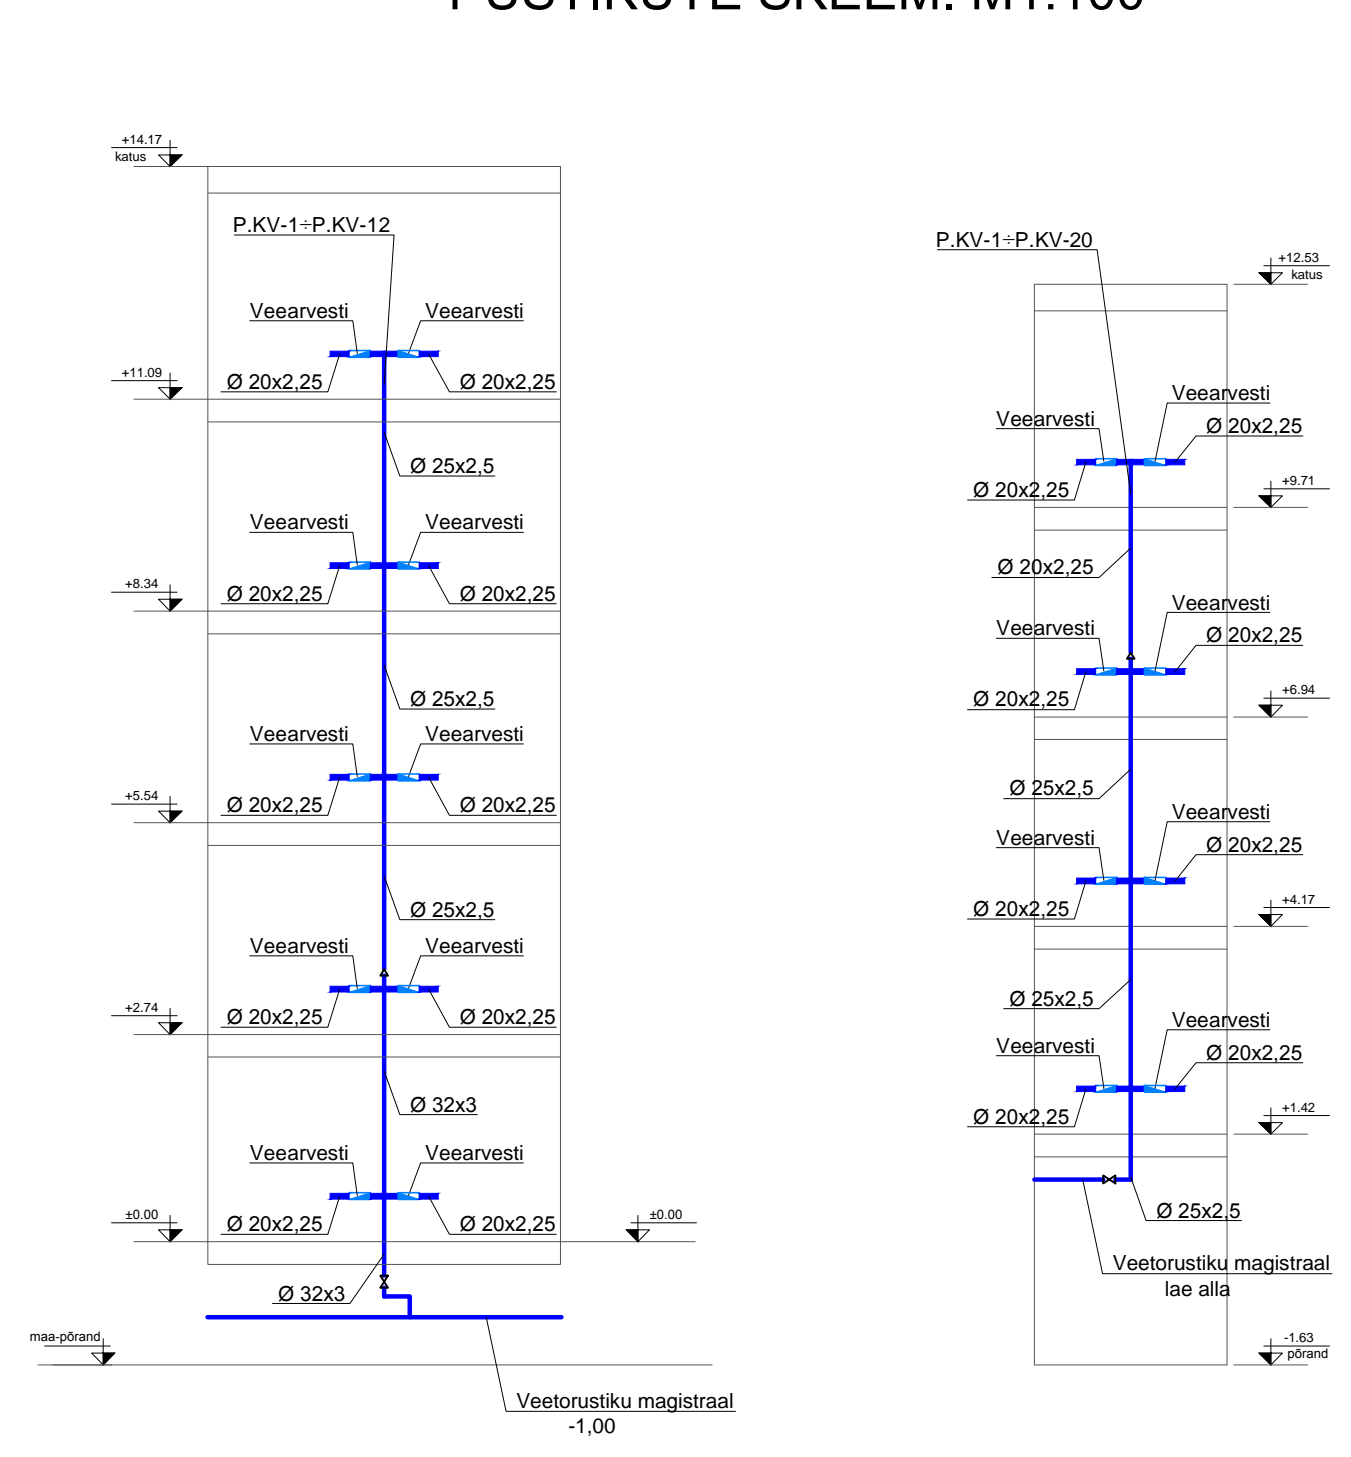 PÜSTIKUTE SKEEM. M1:100
+14.17
katus
P.KV-1÷P.KV-12
Veearvesti
Veearvesti
+11.09
Ø 20x2,25
Ø 20x2,25
Ø 25x2,5
Veearvesti
Veearvesti
+8.34
Ø 20x2,25
Ø 20x2,25
Ø 25x2,5
Veearvesti
Veearvesti
+5.54
Ø 20x2,25
Ø 20x2,25
Ø 25x2,5
Veearvesti
Veearvesti
+2.74
Ø 20x2,25
Ø 20x2,25
Ø 32x3
Veearvesti
Veearvesti
±0.00
Ø 20x2,25
Ø 20x2,25
±0.00
Ø 32x3
maa-põrand
Veetorustiku magistraal
-1,00
P.KV-1÷P.KV-20
+12.53
katus
Veearvesti
Veearvesti
Ø 20x2,25
Ø 20x2,25
+9.71
Ø 20x2,25
Veearvesti
Veearvesti
Ø 20x2,25
Ø 20x2,25
+6.94
Ø 25x2,5
Veearvesti
Veearvesti
Ø 20x2,25
Ø 20x2,25
+4.17
Ø 25x2,5
Veearvesti
Veearvesti
Ø 20x2,25
Ø 20x2,25
+1.42
Ø 25x2,5
Veetorustiku magistraal
lae alla
-1.63
põrand